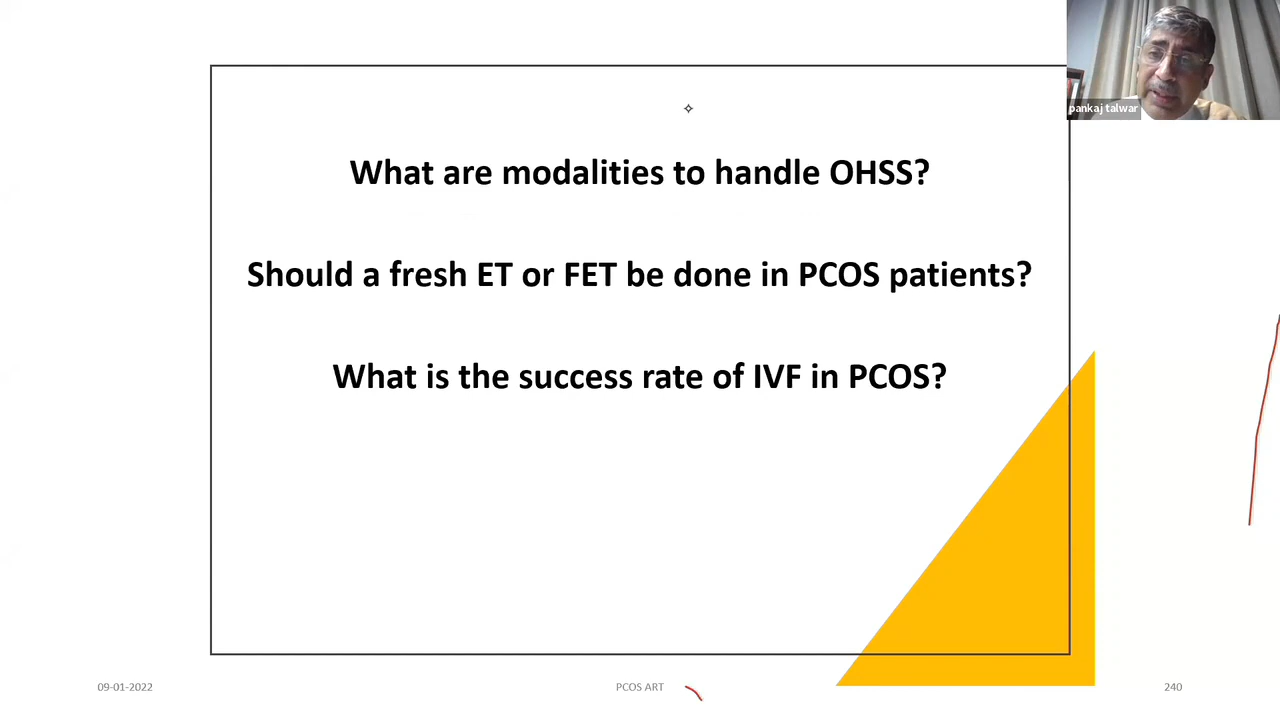 pankaj talwar
What are modalities to handle OHSS?
Should a fresh ET or FET be done in PCOS patients?
What is the success rate of IVF in PCOS?
09-01-2022
PCOS ART
240